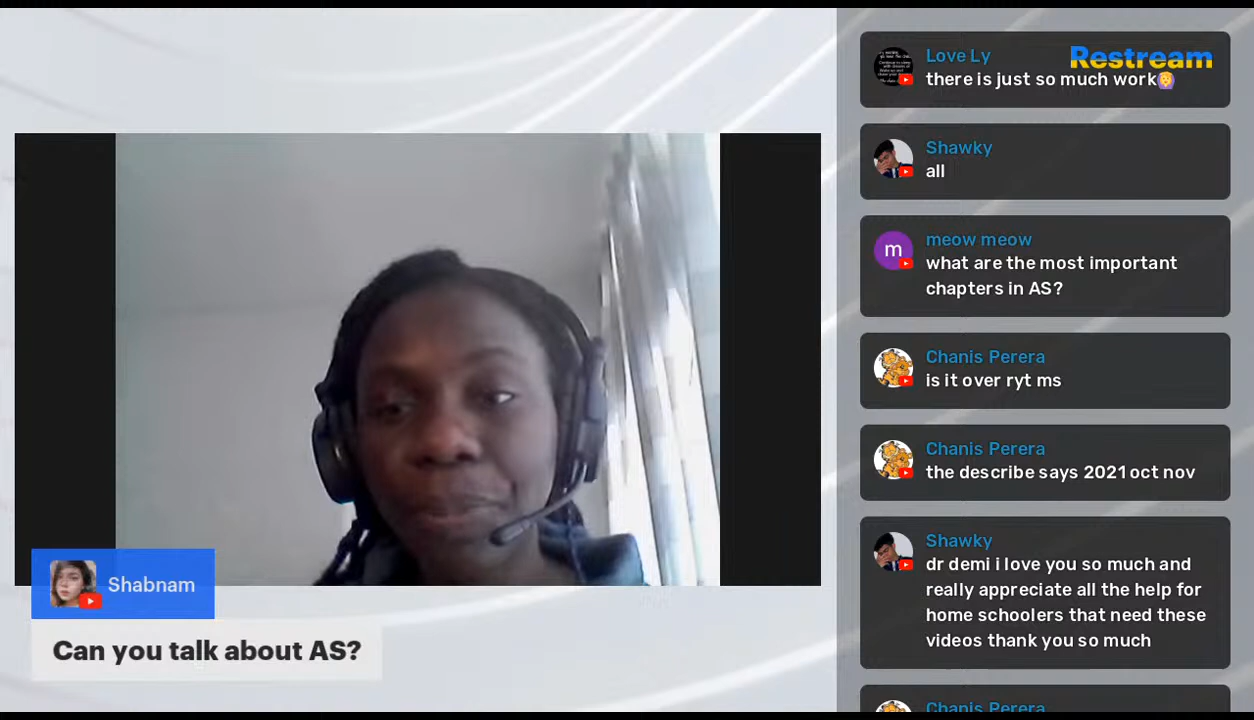 Restream
Love Ly
there is just so much work🙆
Shawky
all
m
meow meow
what are the most important
chapters in AS?
Chanis Perera
is it over ryt ms
Chanis Perera
the describe says 2021 oct nov
Shawky
dr demi i love you so much and
really appreciate all the help for
home schoolers that need these
videos thank you so much
Chanis Perera
Shabnam
Can you talk about AS?